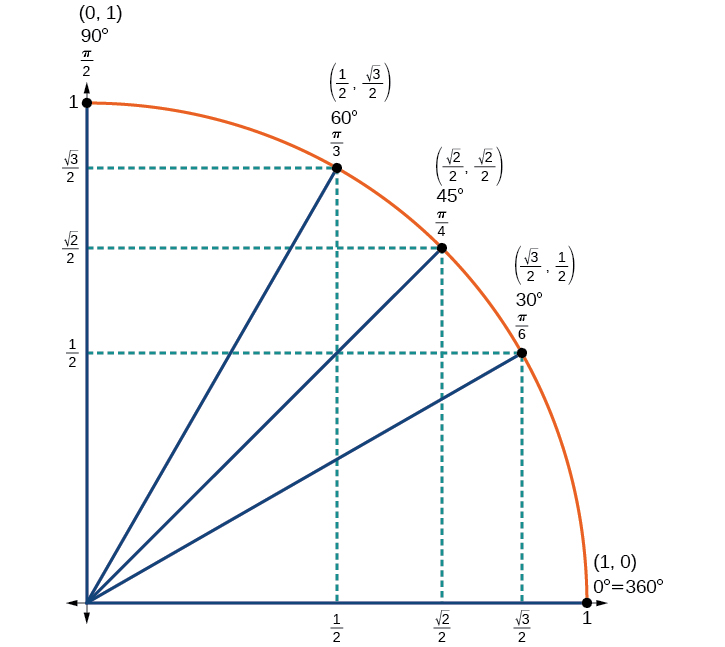 (0, 1)
90°
π/2
1
(1/2, √3/2)
60°
π/3
√3/2
(√2/2, √2/2)
45°
π/4
√2/2
(√3/2, 1/2)
30°
π/6
1/2
(1, 0)
0°=360°
1/2 √2/2 √3/2 1